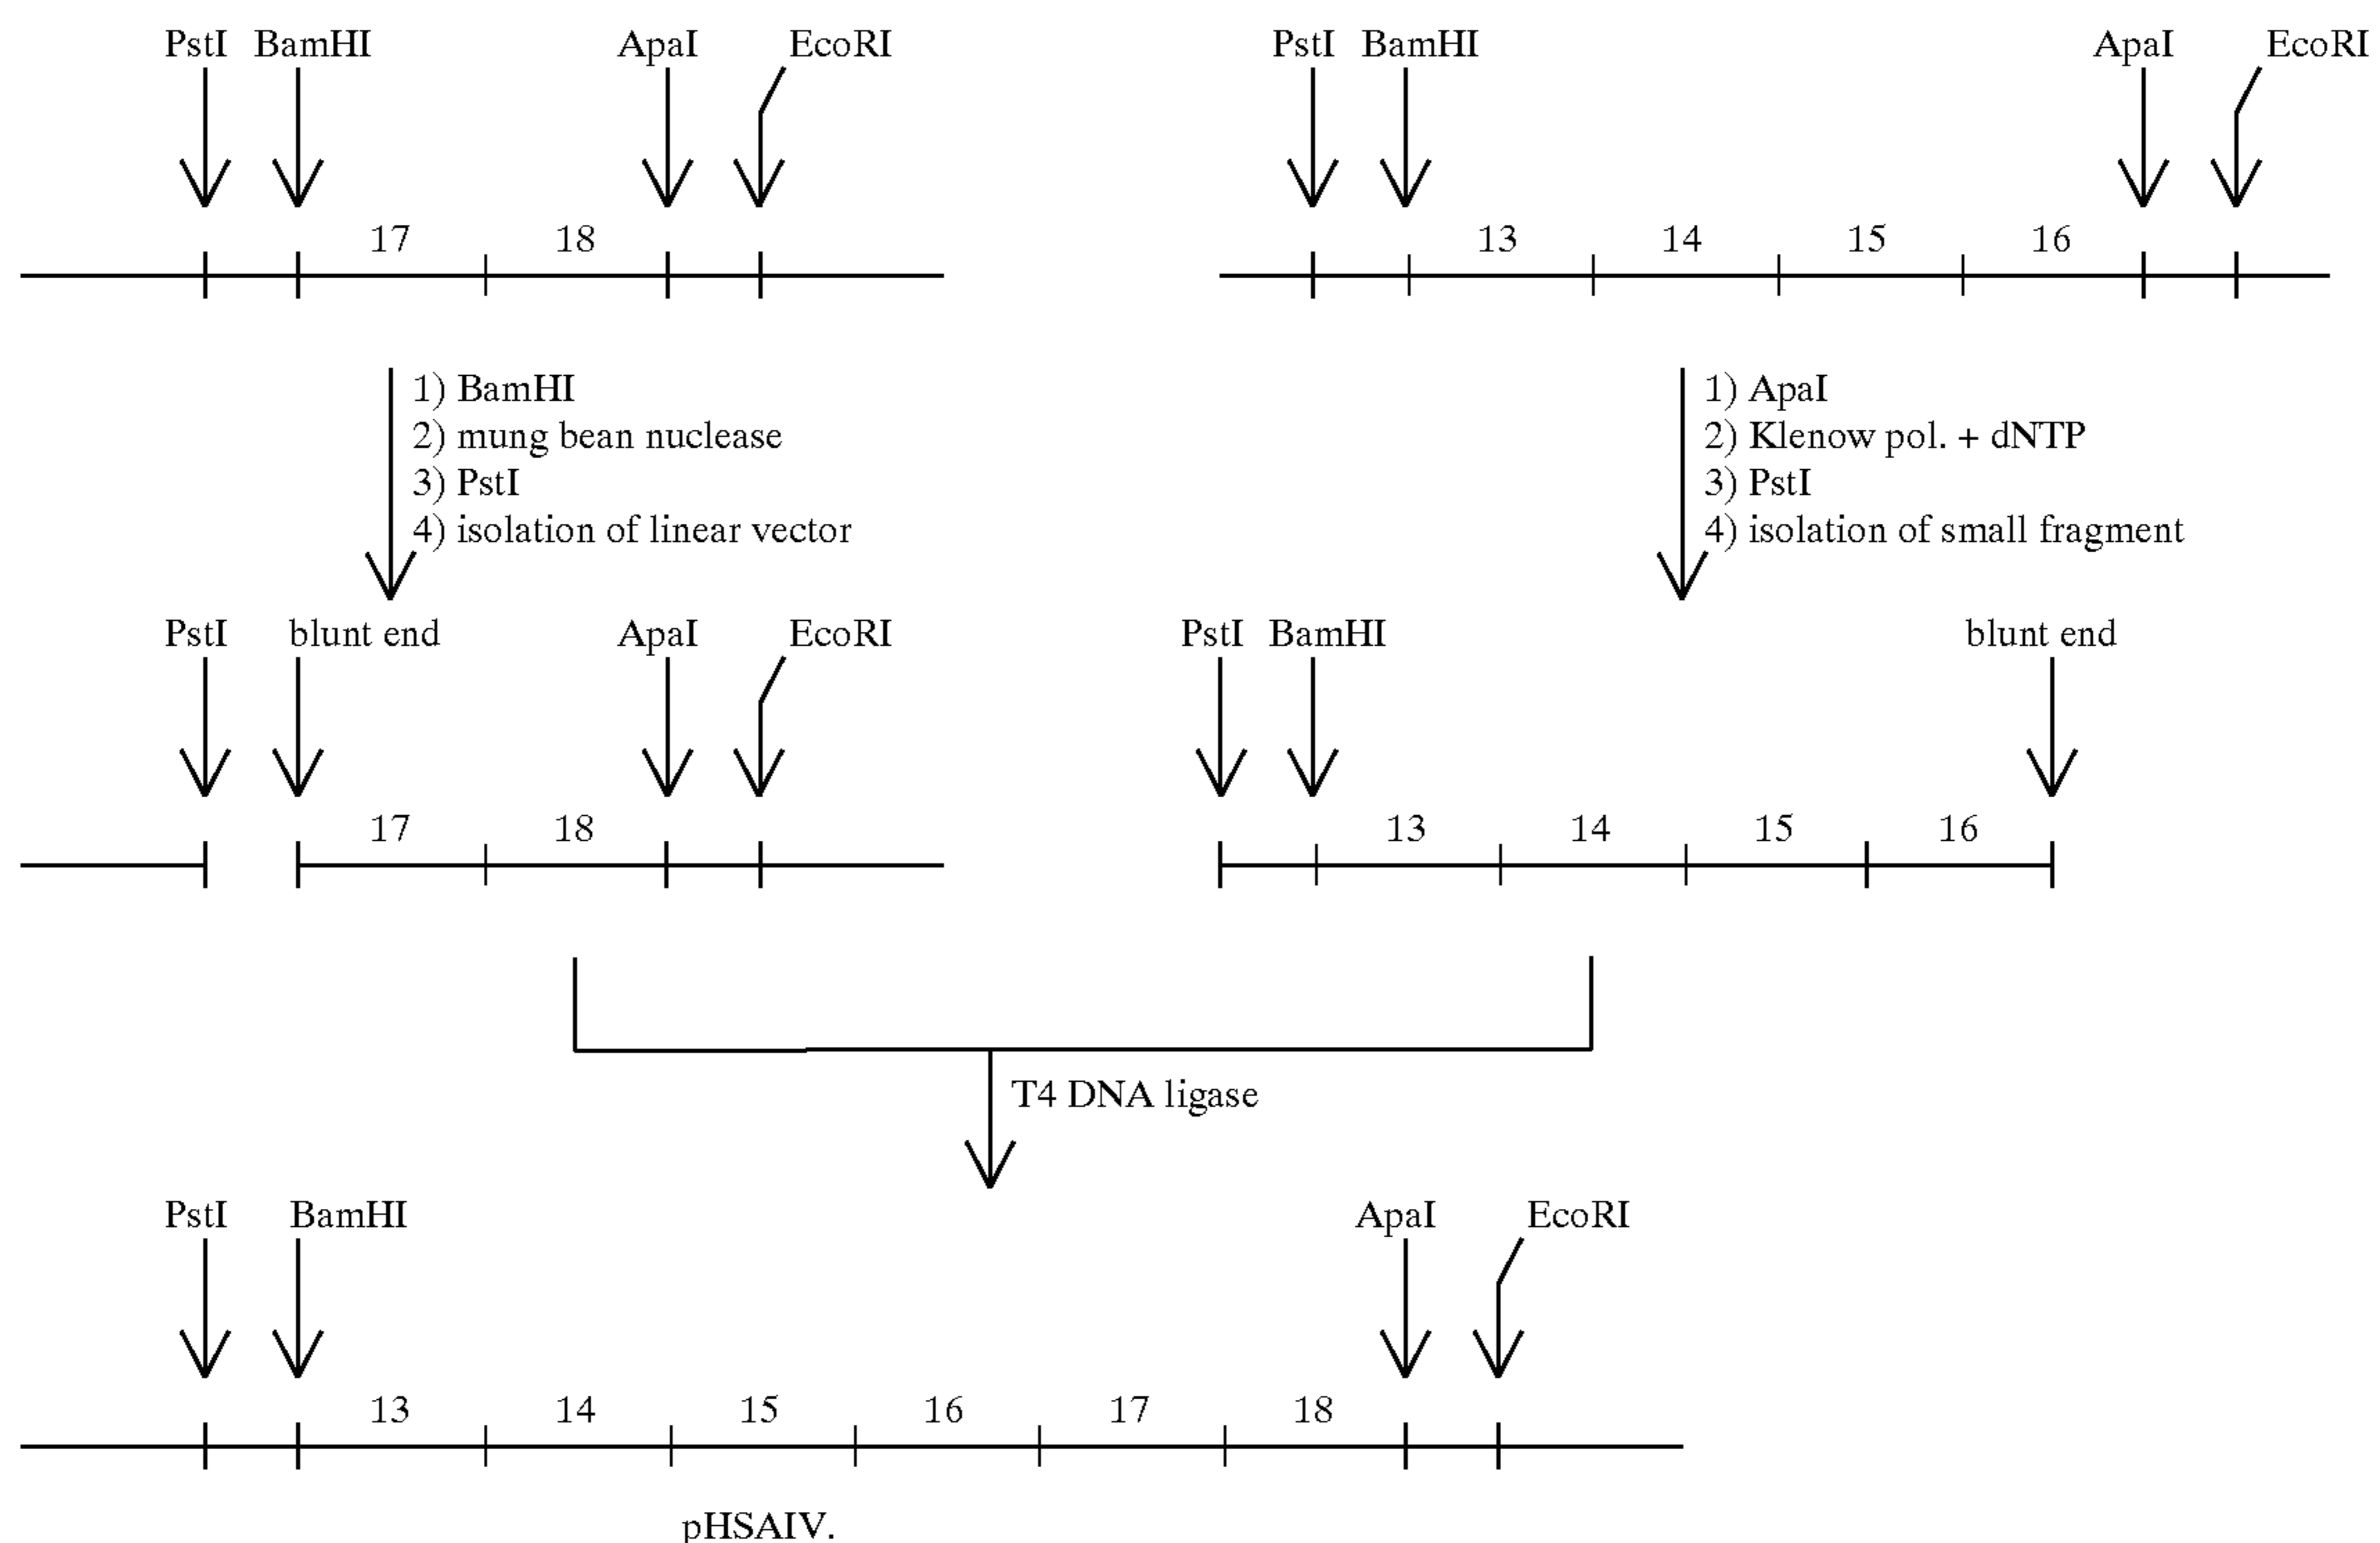 PstI BamHI ApaI EcoRI PstI BamHI ApaI EcoRI
17 18 13 14 15 16
1) BamHI
2) mung bean nuclease
3) PstI
4) isolation of linear vector
1) ApaI
2) Klenow pol. + dNTP
3) PstI
4) isolation of small fragment
PstI blunt end ApaI EcoRI PstI BamHI blunt end
17 18 13 14 15 16
T4 DNA ligase
PstI BamHI ApaI EcoRI
13 14 15 16 17 18
pHSAIV.